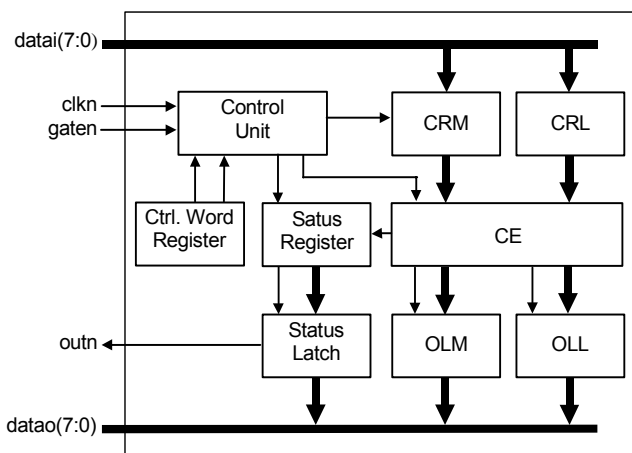 datai(7:0)
clkn
gaten
Control
Unit
CRM
CRL
Ctrl. Word
Register
Satus
Register
CE
outn
Status
Latch
OLM
OLL
datao(7:0)